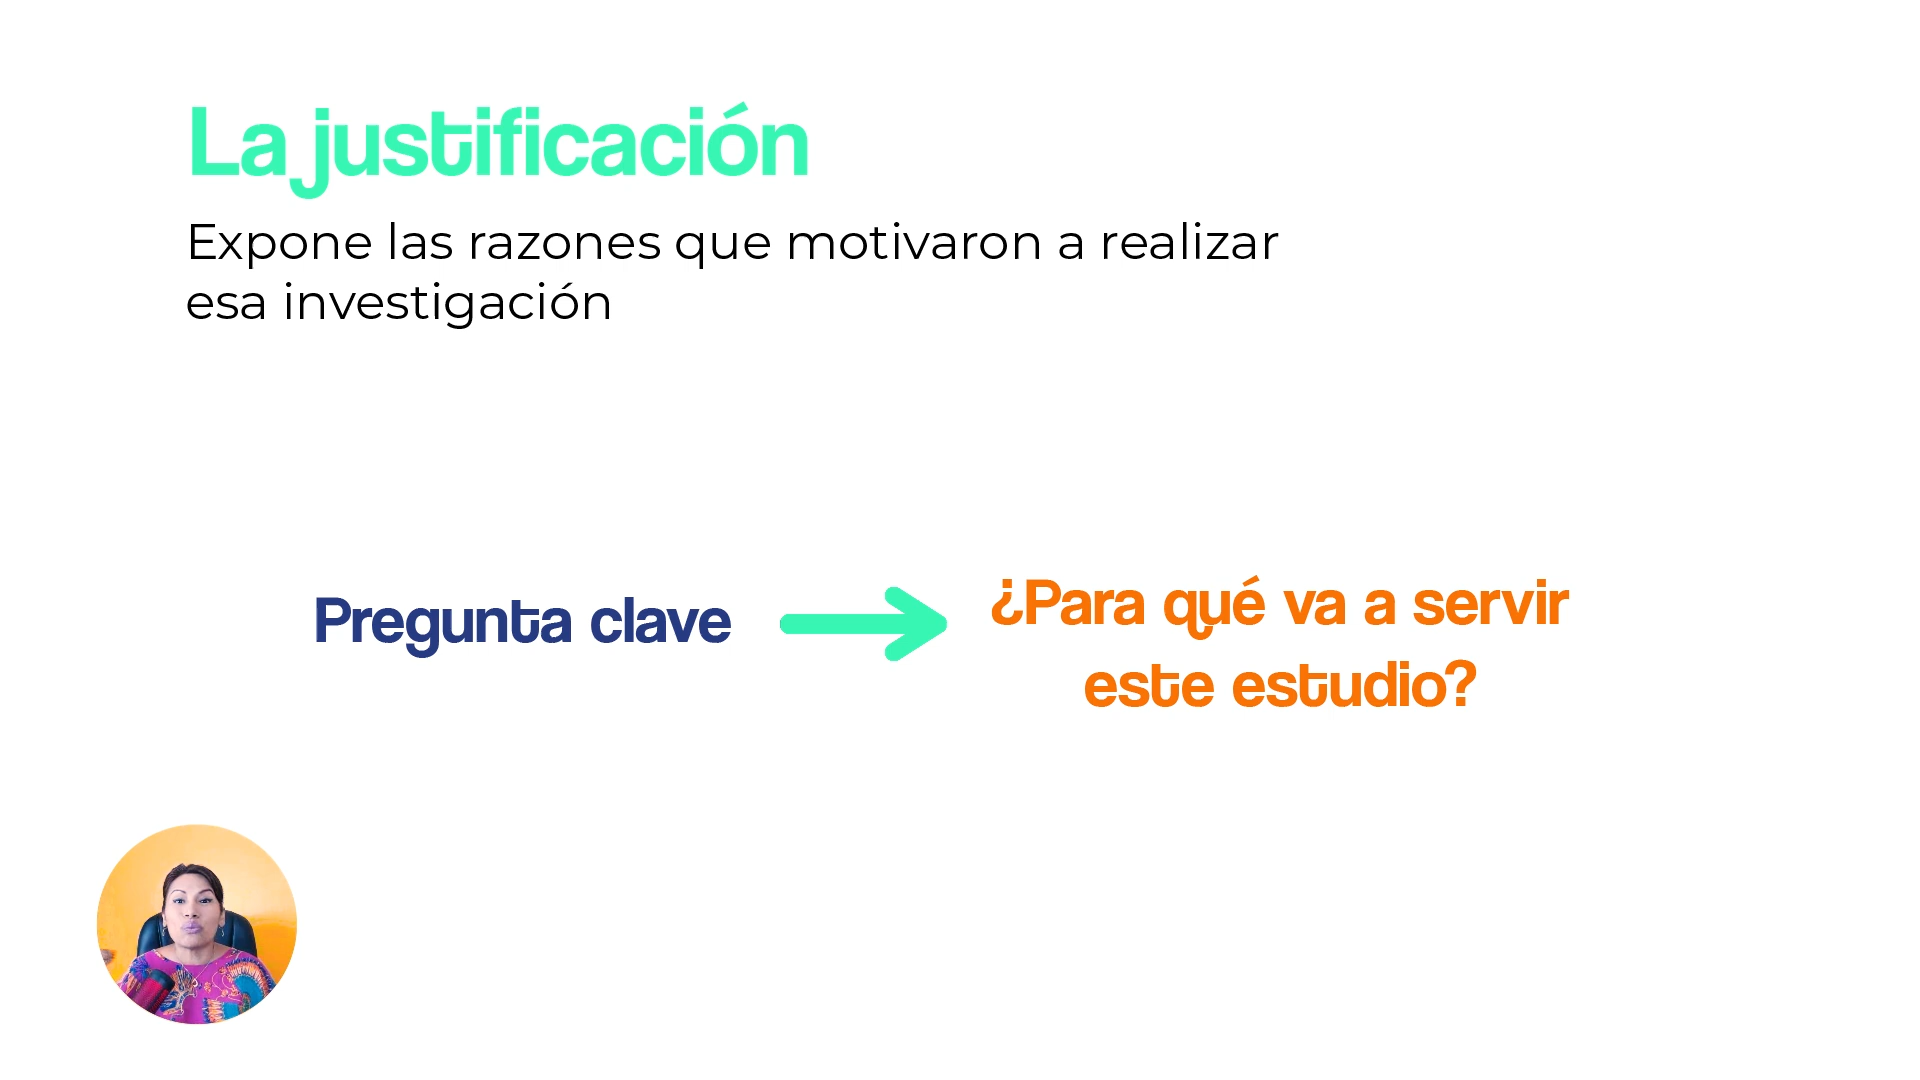 La justificación
Expone las razones que motivaron a realizar
esa investigación
Pregunta clave
¿Para qué va a servir
este estudio?